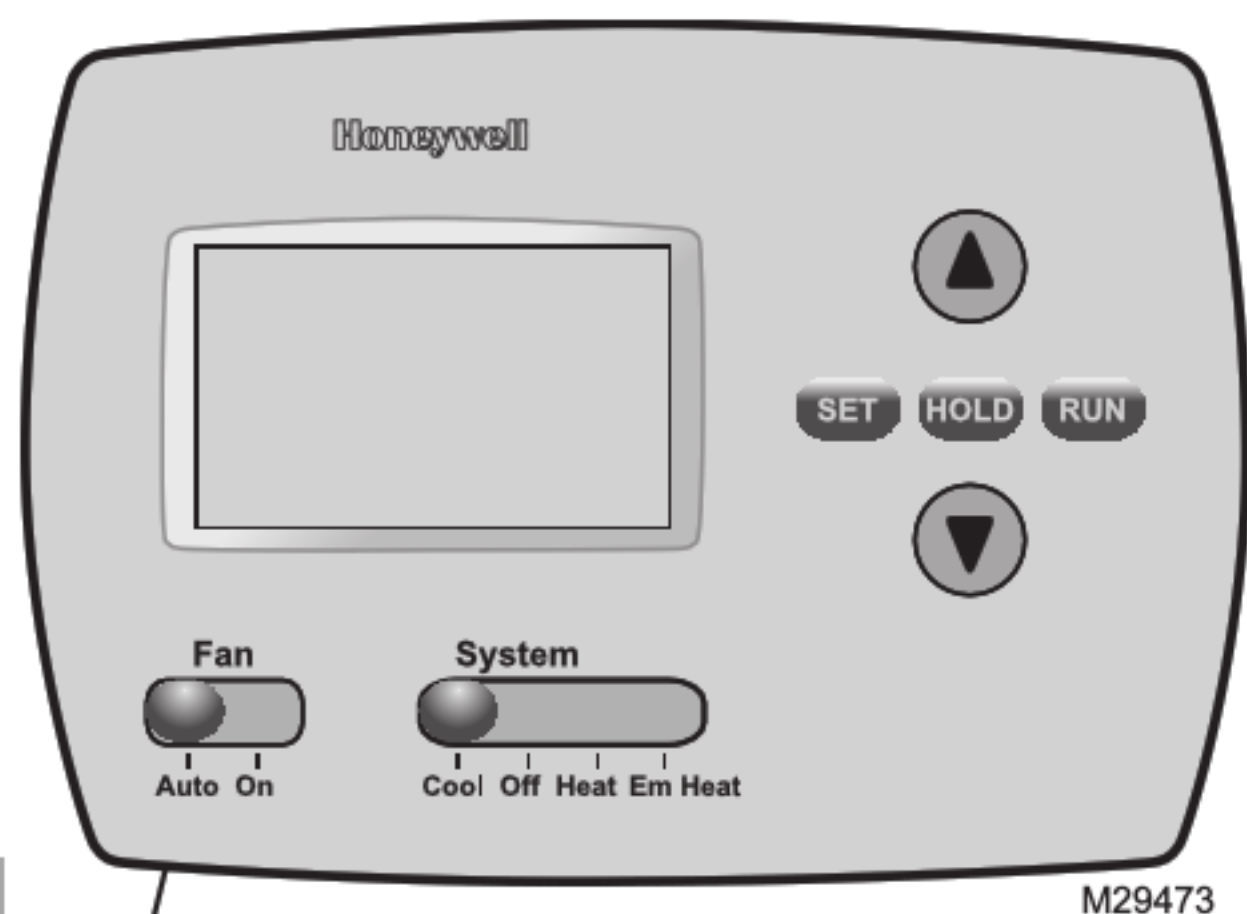 Honeywell
SET HOLD RUN
Fan System
Auto On Cool Off Heat Em Heat
M29473